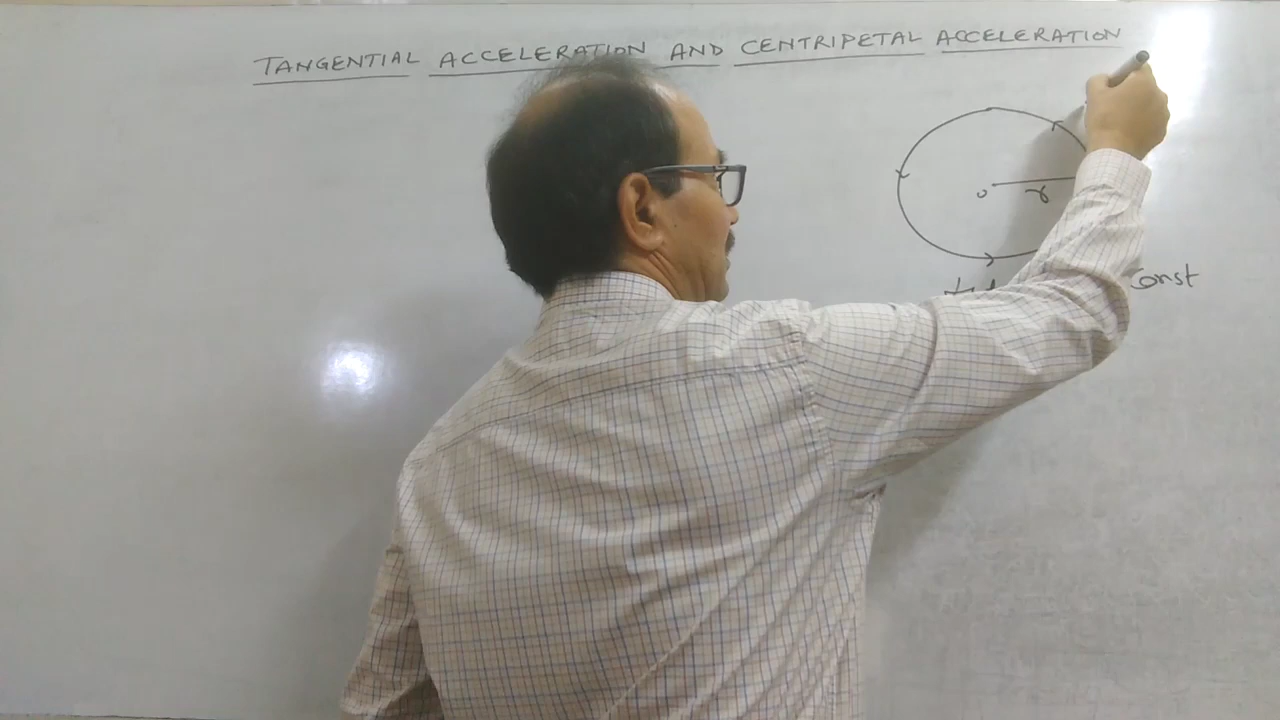 TANGENTIAL ACCELERATION AND CENTRIPETAL ACCELERATION
o r
Const